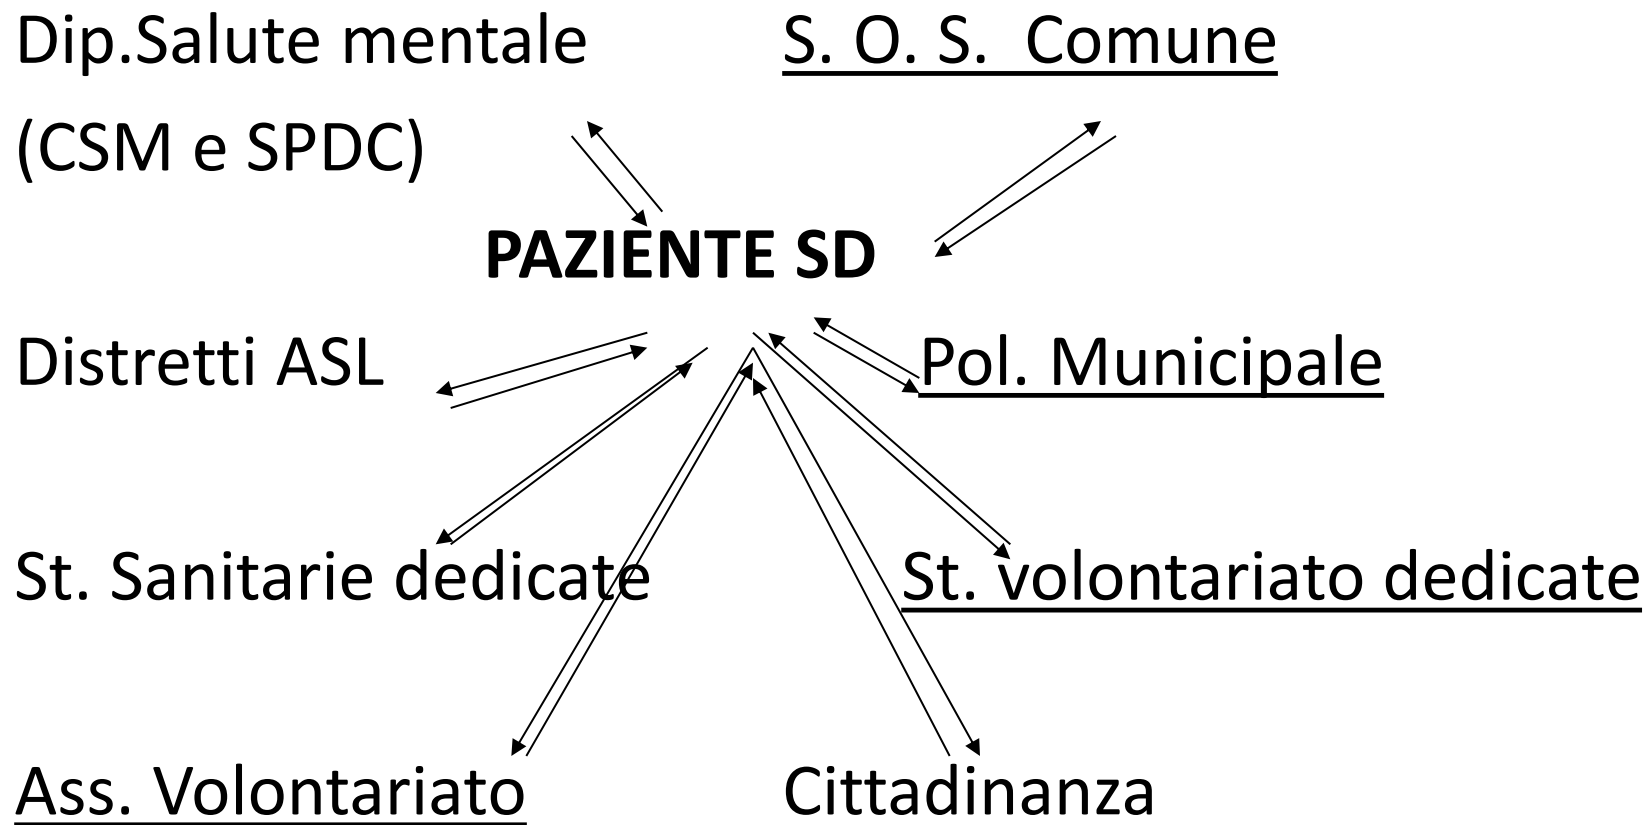 Dip.Salute mentale S. O. S. Comune
(CSM e SPDC)
PAZIENTE SD
Distretti ASL Pol. Municipale
St. Sanitarie dedicate St. volontariato dedicate
Ass. Volontariato Cittadinanza